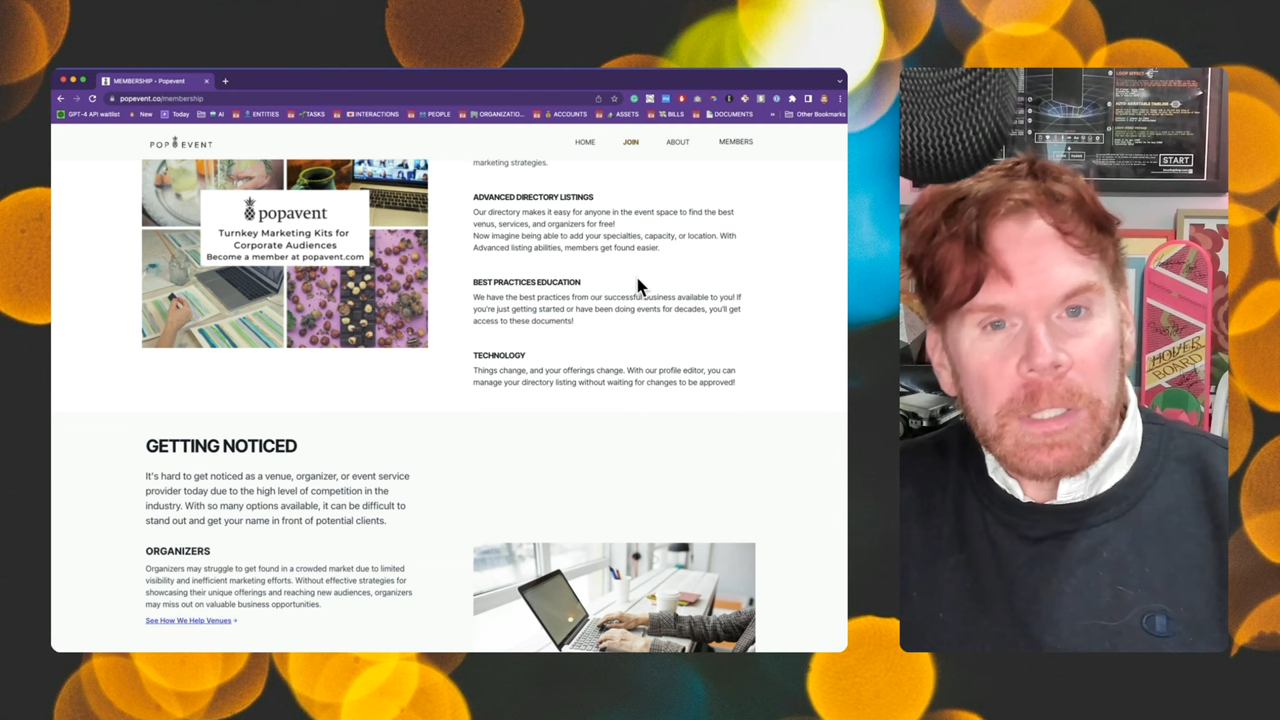 MEMBERSHIP • Popevent
popevent.co/membership
GPT-4 API waitlist
New
Today
AI
ENTITIES
TASKS
INTERACTIONS
PEOPLE
ORGANIZATIO...
ACCOUNTS
ASSETS
BILLS
DOCUMENTS
»
Other Bookmarks
POP EVENT
HOME
JOIN
ABOUT
MEMBERS
popavent
Turnkey Marketing Kits for
Corporate Audiences
Become a member at popavent.com
marketing strategies.
ADVANCED DIRECTORY LISTINGS
Our directory makes it easy for anyone in the event space to find the best
venus, services, and organizers for free!
Now imagine being able to add your specialties, capacity, or location. With
Advanced listing abilities, members get found easier.
BEST PRACTICES EDUCATION
We have the best practices from our successful business available to you! If
you're just getting started or have been doing events for decades, you'll get
access to these documents!
TECHNOLOGY
Things change, and your offerings change. With our profile editor, you can
manage your directory listing without waiting for changes to be approved!
GETTING NOTICED
It's hard to get noticed as a venue, organizer, or event service
provider today due to the high level of competition in the
industry. With so many options available, it can be difficult to
stand out and get your name in front of potential clients.
ORGANIZERS
Organizers may struggle to get found in a crowded market due to limited
visibility and inefficient marketing efforts. Without effective strategies for
showcasing their unique offerings and reaching new audiences, organizers
may miss out on valuable business opportunities.
See How We Help Venues →
LOOP EFFECT
AUTO-ADJUSTABLE TIMELINE
START
HOVER
BOARD